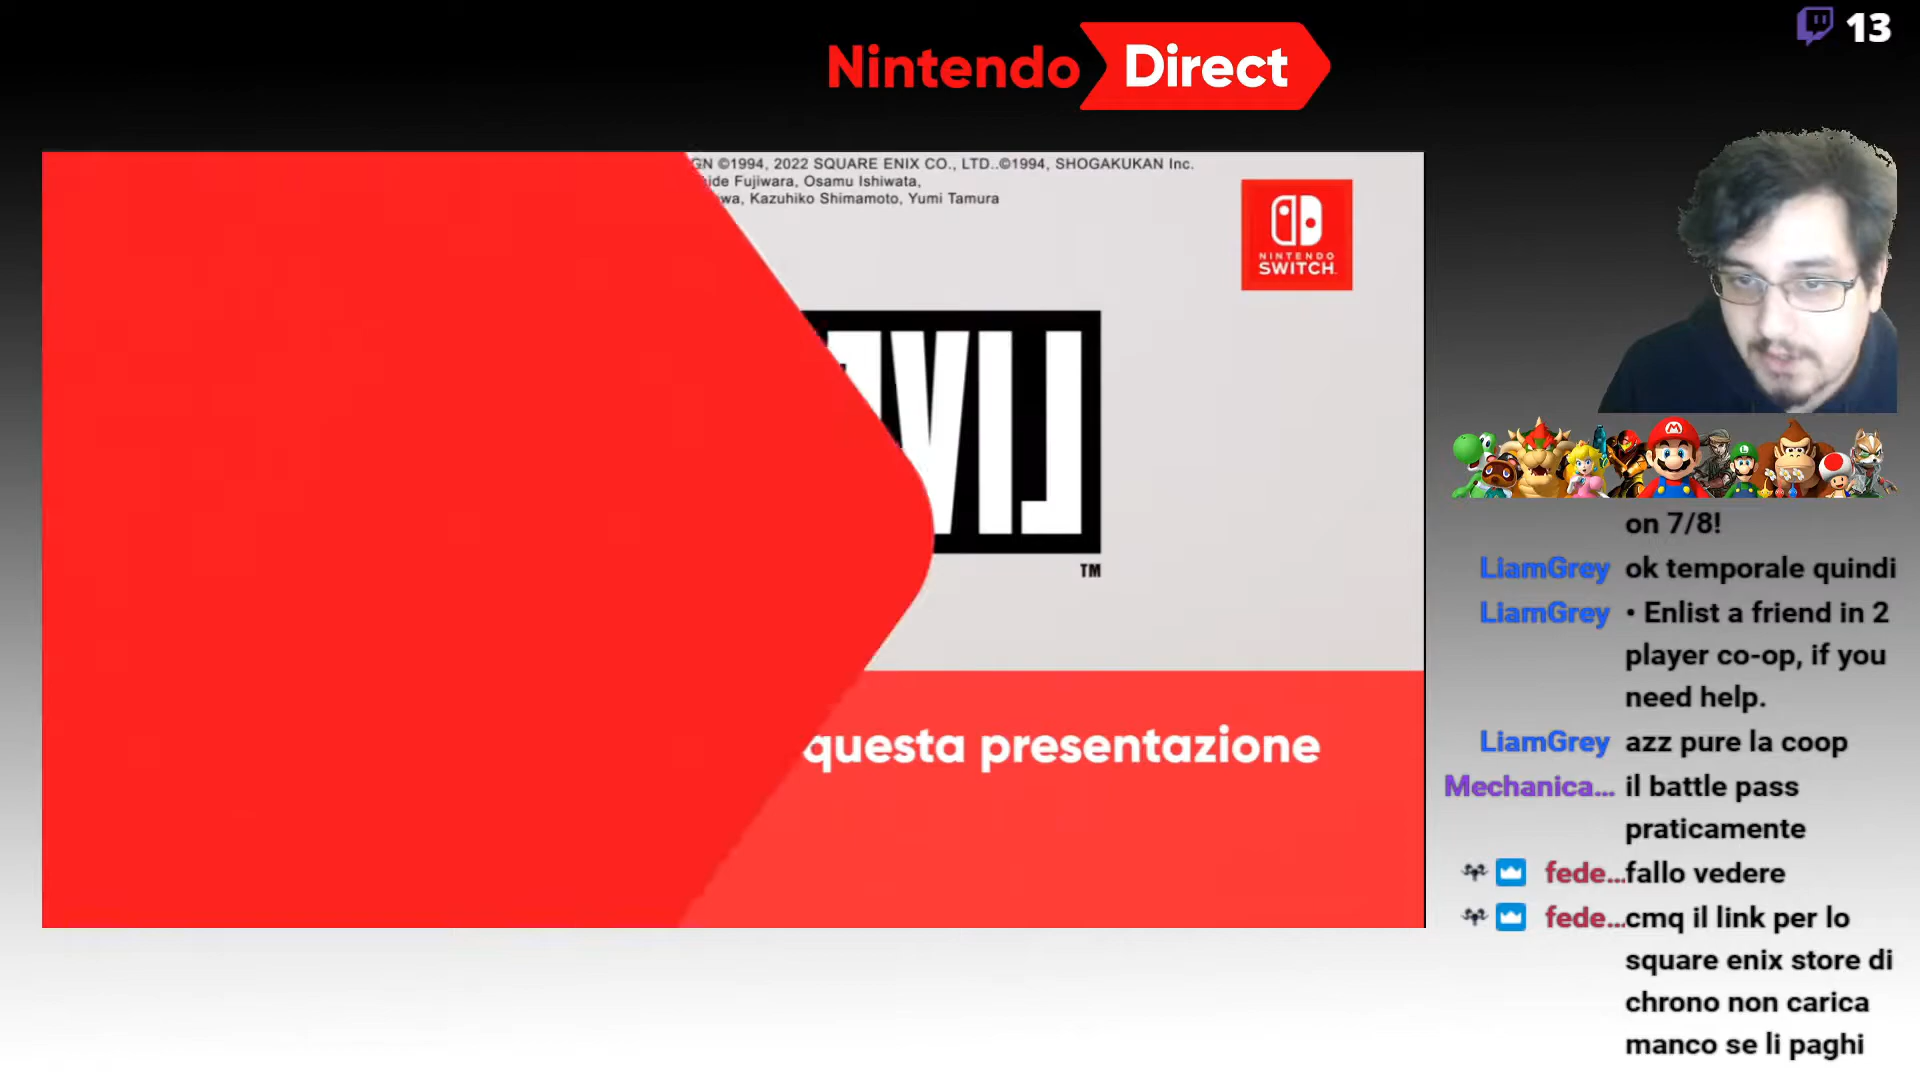 13
Nintendo Direct
GN ©1994, 2022 SQUARE ENIX CO., LTD..©1994, SHOGAKUKAN Inc.
ide Fujiwara, Osamu Ishiwata,
wa, Kazuhiko Shimamoto, Yumi Tamura
NINTENDO
SWITCH
TM
questa presentazione
on 7/8!
LiamGrey ok temporale quindi
LiamGrey • Enlist a friend in 2
player co-op, if you
need help.
LiamGrey azz pure la coop
Mechanica... il battle pass
praticamente
fede... fallo vedere
fede... cmq il link per lo
square enix store di
chrono non carica
manco se li paghi